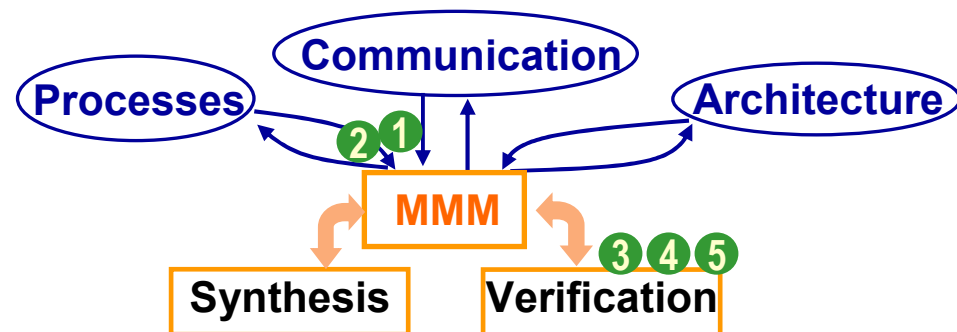 Communication
Processes
Architecture
2 1
MMM
3 4 5
Synthesis
Verification